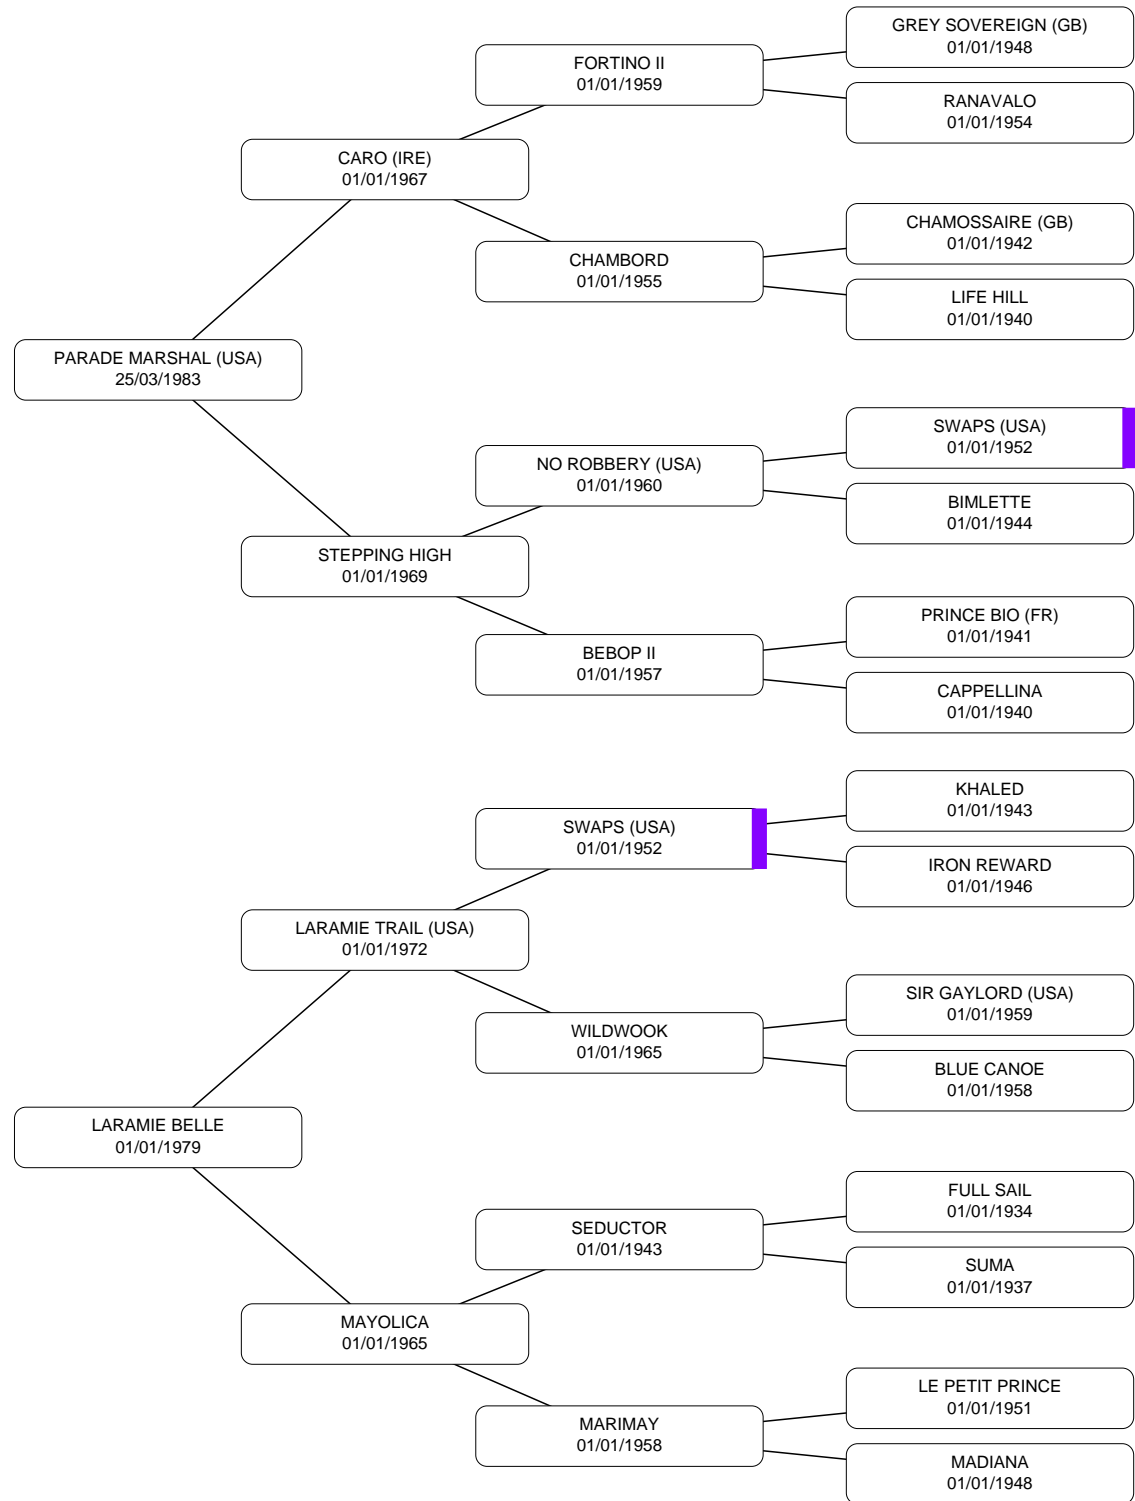 GREY SOVEREIGN (GB)
01/01/1948
FORTINO II
01/01/1959
RANAVALO
01/01/1954
CARO (IRE)
01/01/1967
CHAMOSSAIRE (GB)
01/01/1942
CHAMBORD
01/01/1955
LIFE HILL
01/01/1940
PARADE MARSHAL (USA)
25/03/1983
SWAPS (USA)
01/01/1952
NO ROBBERY (USA)
01/01/1960
BIMLETTE
01/01/1944
STEPPING HIGH
01/01/1969
PRINCE BIO (FR)
01/01/1941
BEBOP II
01/01/1957
CAPPELLINA
01/01/1940
KHALED
01/01/1943
SWAPS (USA)
01/01/1952
IRON REWARD
01/01/1946
LARAMIE TRAIL (USA)
01/01/1972
SIR GAYLORD (USA)
01/01/1959
WILDWOOK
01/01/1965
BLUE CANOE
01/01/1958
LARAMIE BELLE
01/01/1979
FULL SAIL
01/01/1934
SEDUCTOR
01/01/1943
SUMA
01/01/1937
MAYOLICA
01/01/1965
LE PETIT PRINCE
01/01/1951
MARIMAY
01/01/1958
MADIANA
01/01/1948